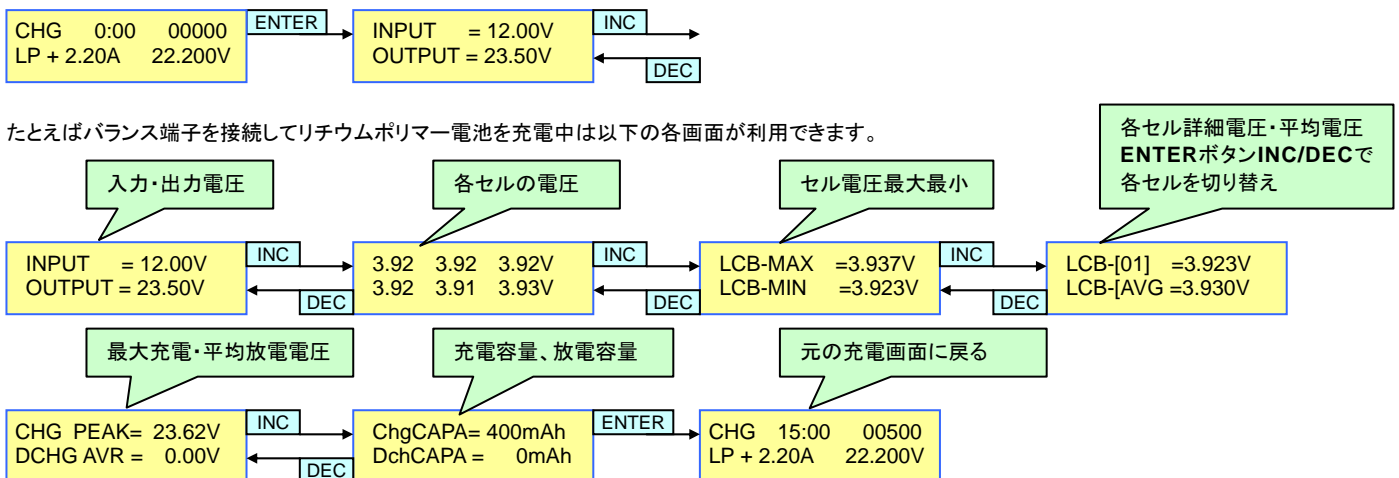 CHG 0:00 00000
LP + 2.20A 22.200V
ENTER
INPUT = 12.00V
OUTPUT = 23.50V
INC
DEC
たとえばバランス端子を接続してリチウムポリマー電池を充電中は以下の各画面が利用できます。
入力・出力電圧
各セルの電圧
セル電圧最大最小
各セル詳細電圧・平均電圧
ENTERボタンINC/DECで
各セルを切り替え
INPUT = 12.00V
OUTPUT = 23.50V
INC
DEC
3.92 3.92 3.92V
3.92 3.91 3.93V
INC
DEC
LCB-MAX =3.937V
LCB-MIN =3.923V
INC
DEC
LCB-[01] =3.923V
LCB-[AVG =3.930V
最大充電・平均放電電圧
充電容量、放電容量
元の充電画面に戻る
CHG PEAK= 23.62V
DCHG AVR = 0.00V
INC
DEC
ChgCAPA= 400mAh
DchCAPA = 0mAh
ENTER
CHG 15:00 00500
LP + 2.20A 22.200V